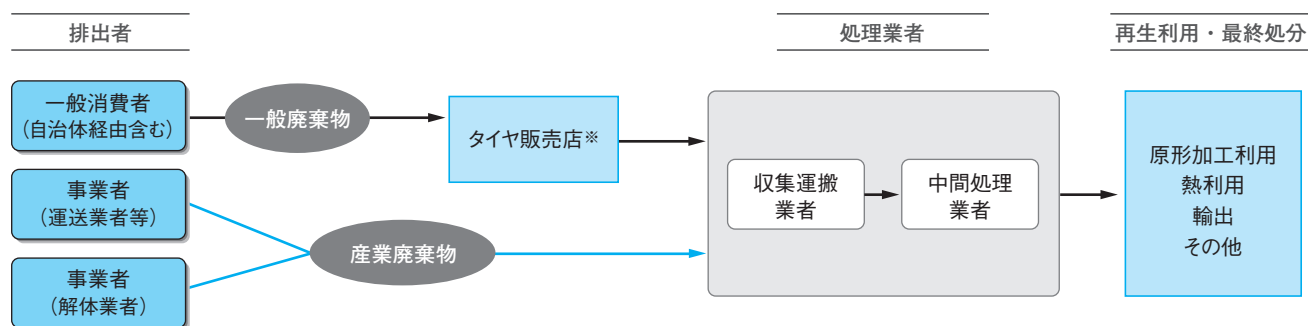 排出者
処理業者
再生利用・最終処分
一般消費者
（自治体経由含む）
一般廃棄物
タイヤ販売店※
事業者
（運送業者等）
産業廃棄物
事業者
（解体業者）
収集運搬
業者
中間処理
業者
原形加工利用
熱利用
輸出
その他